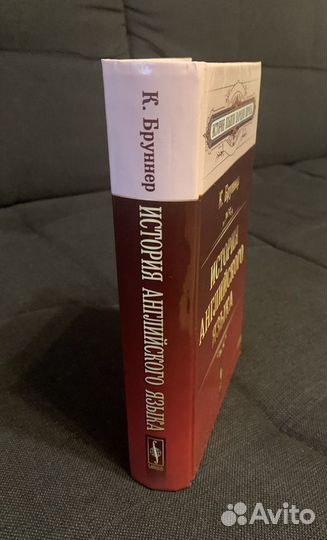 К. Бруннер
ИСТОРИЯ АНГЛИЙСКОГО ЯЗЫКА
К. Бруннер
ИСТОРИЯ
АНГЛИЙСКОГО
ЯЗЫКА
Avito